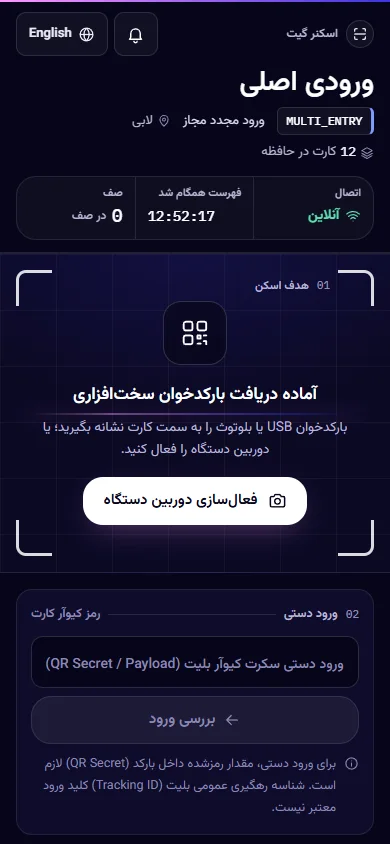 اسکنر گیت
English
ورودی اصلی
MULTI_ENTRY ورود مجدد مجاز لابی
12 کارت در حافظه
اتصال
آنلاین
فهرست همگام شد
12:52:17
صف
0 در صف
01 هدف اسکن
آماده دریافت بارکدخوان سخت‌افزاری
بارکدخوان USB یا بلوتوث را به سمت کارت نشانه بگیرید؛ یا
دوربین دستگاه را فعال کنید.
فعال‌سازی دوربین دستگاه
02 ورود دستی
رمز کیوآر کارت
ورود دستی سکرت کیوآر بلیت (QR Secret / Payload)
بررسی ورود
برای ورود دستی، مقدار رمزشده داخل بارکد (QR Secret) لازم
است. شناسه رهگیری عمومی بلیت (Tracking ID) کلید ورود
معتبر نیست.